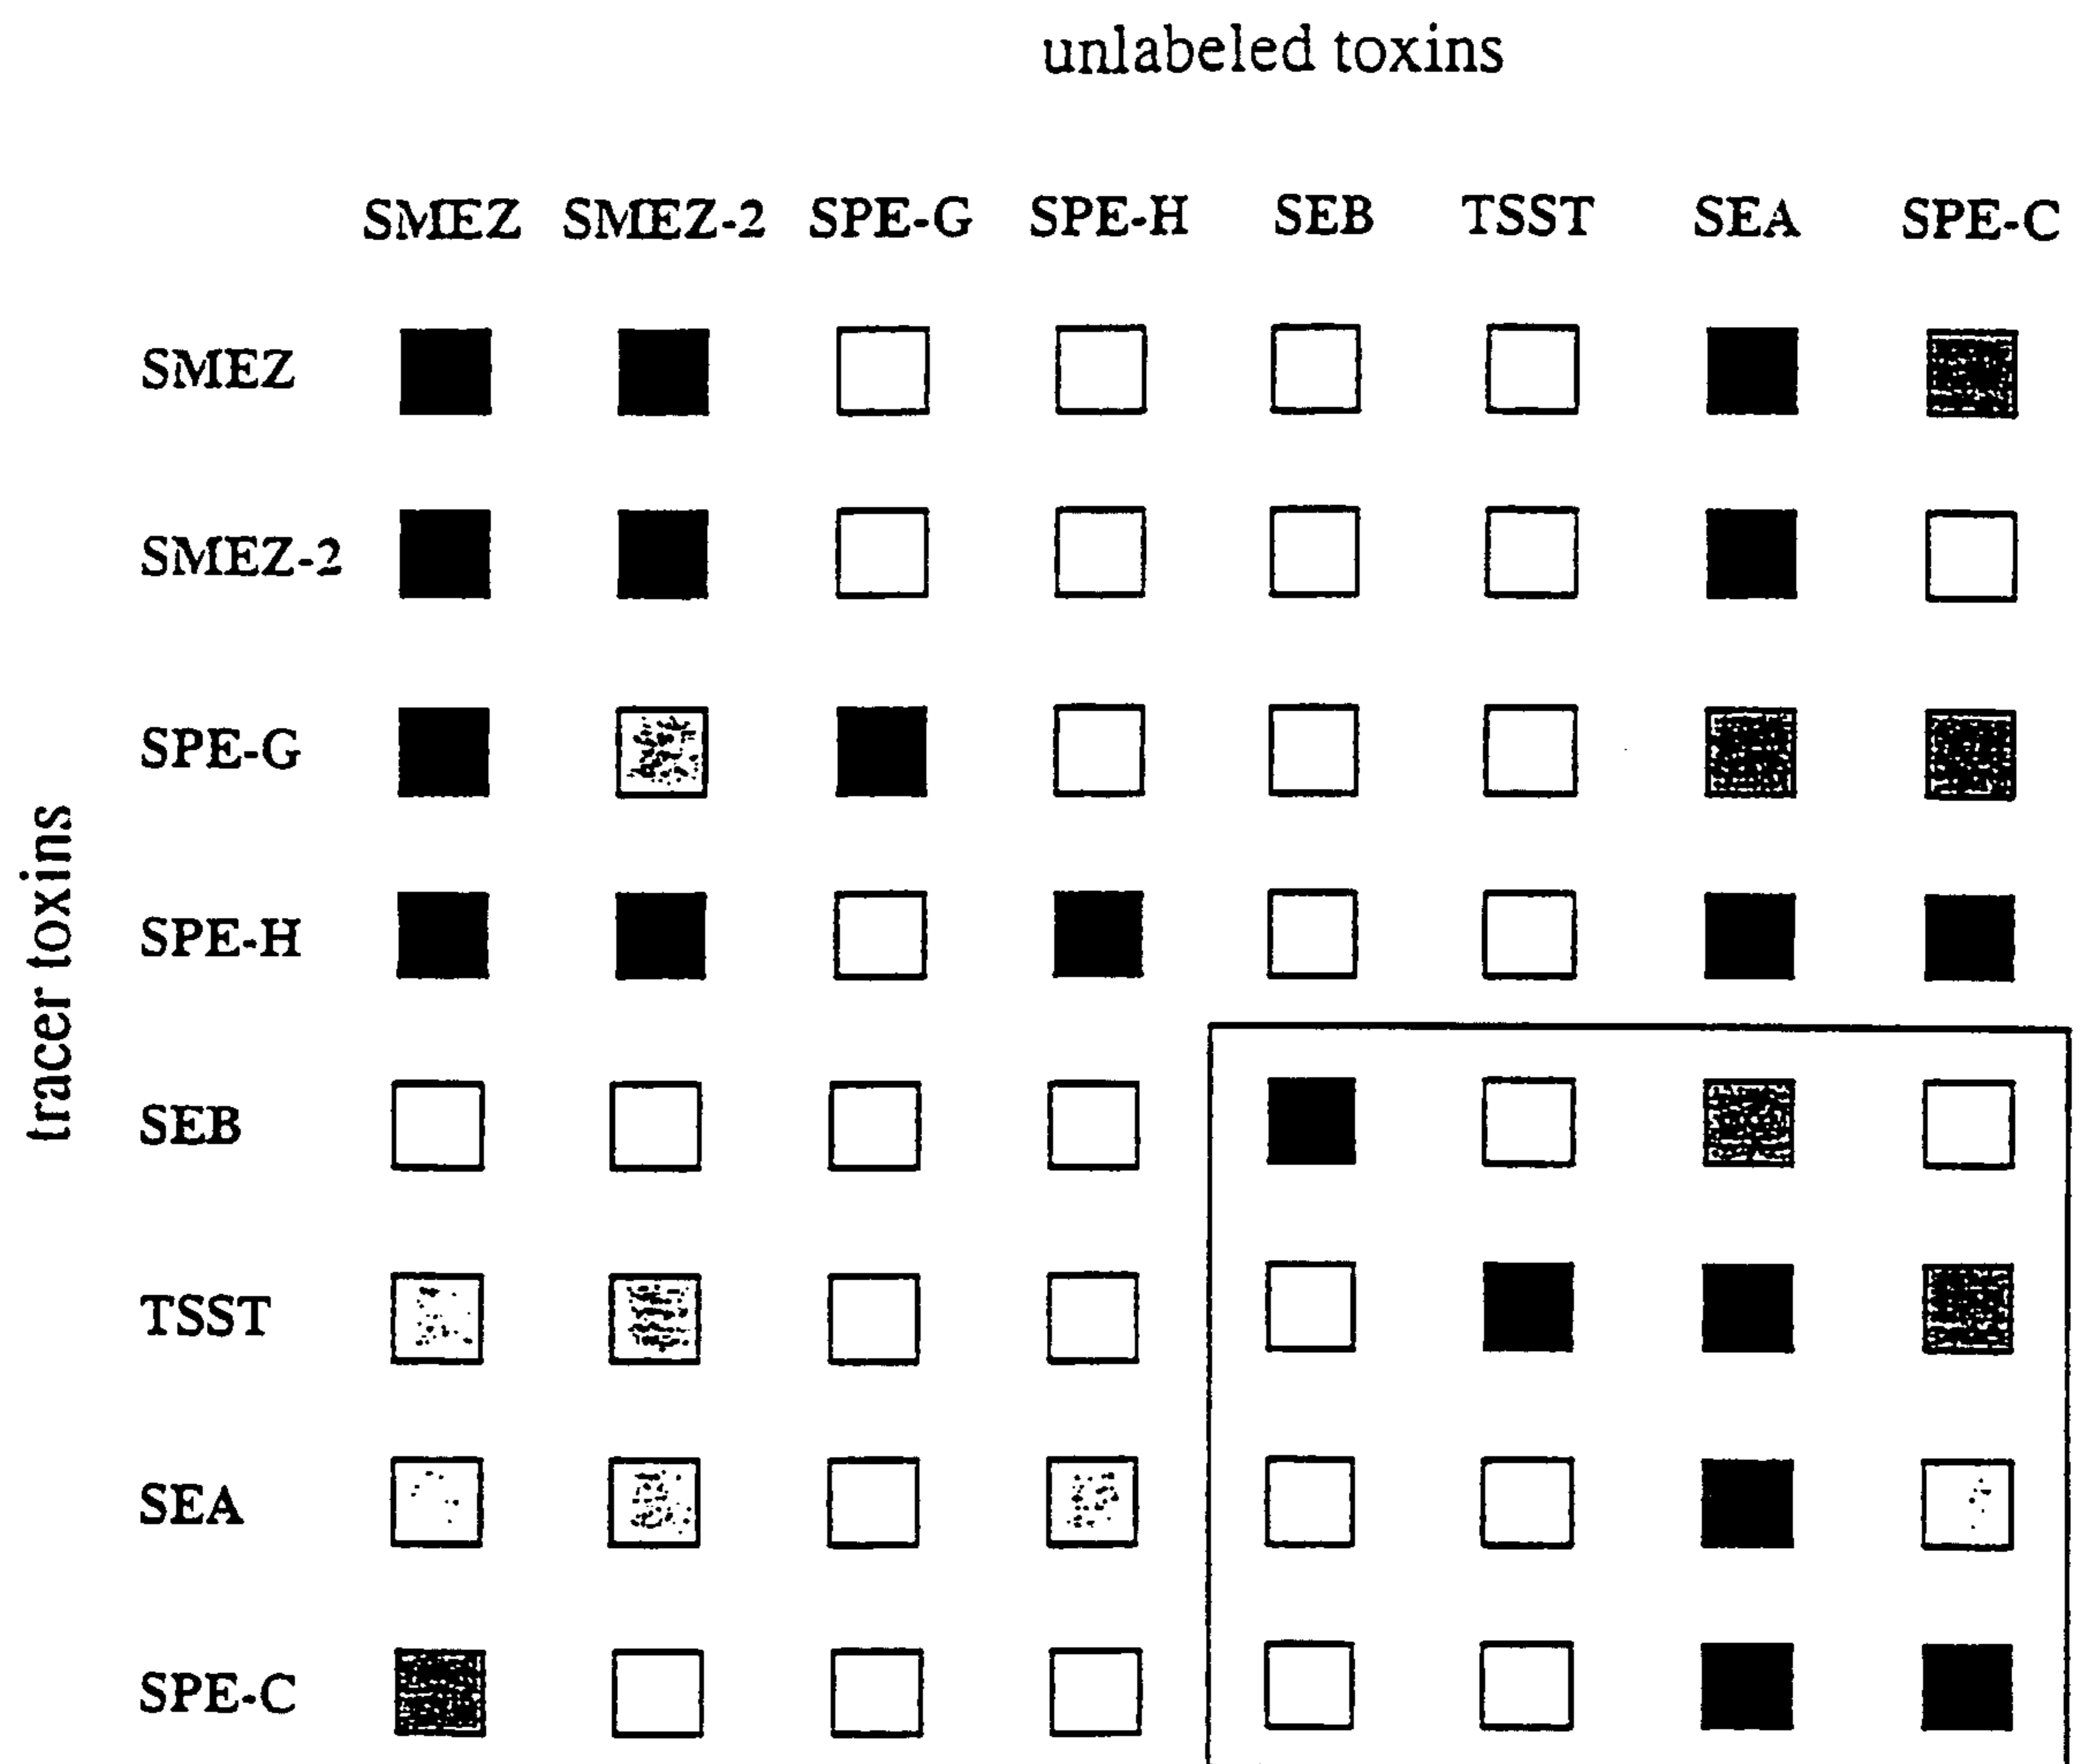 unlabeled toxins
SMEZ SMEZ-2 SPE-G SPE-H SEB TSST SEA SPE-C
SMEZ
SMEZ-2
SPE-G
SPE-H
SEB
TSST
SEA
SPE-C
tracer toxins